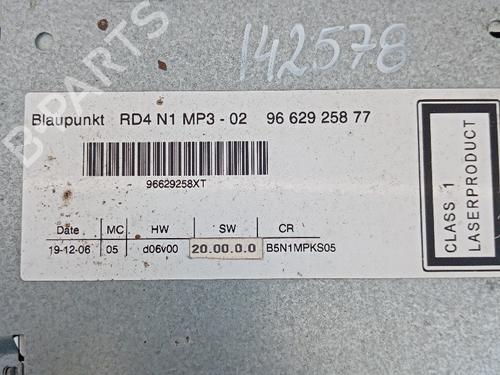 B-PARTS
142578
Blaupunkt RD4 N1 MP3 - 02 96 629 258 77
96629258XT
Date MC HW SW CR
19-12-06 05 d06v00 20.00.0.0 B5N1MPKS05
CLASS 1
LASERPRODUCT